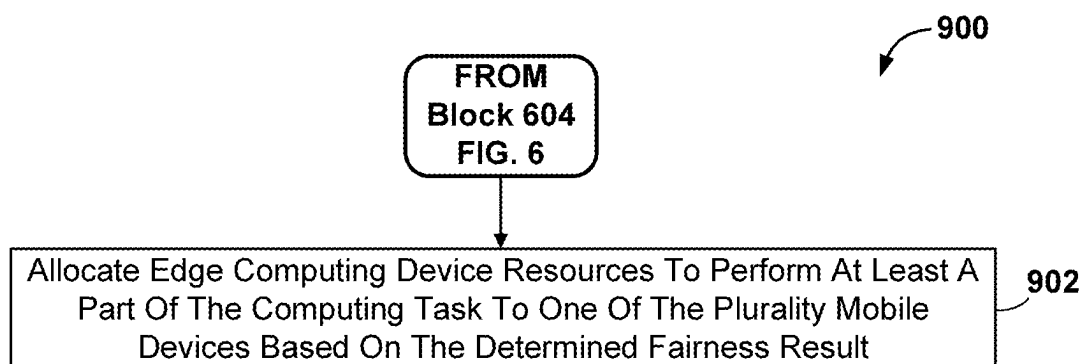 900
FROM
Block 604
FIG. 6
Allocate Edge Computing Device Resources To Perform At Least A
Part Of The Computing Task To One Of The Plurality Mobile
Devices Based On The Determined Fairness Result
902